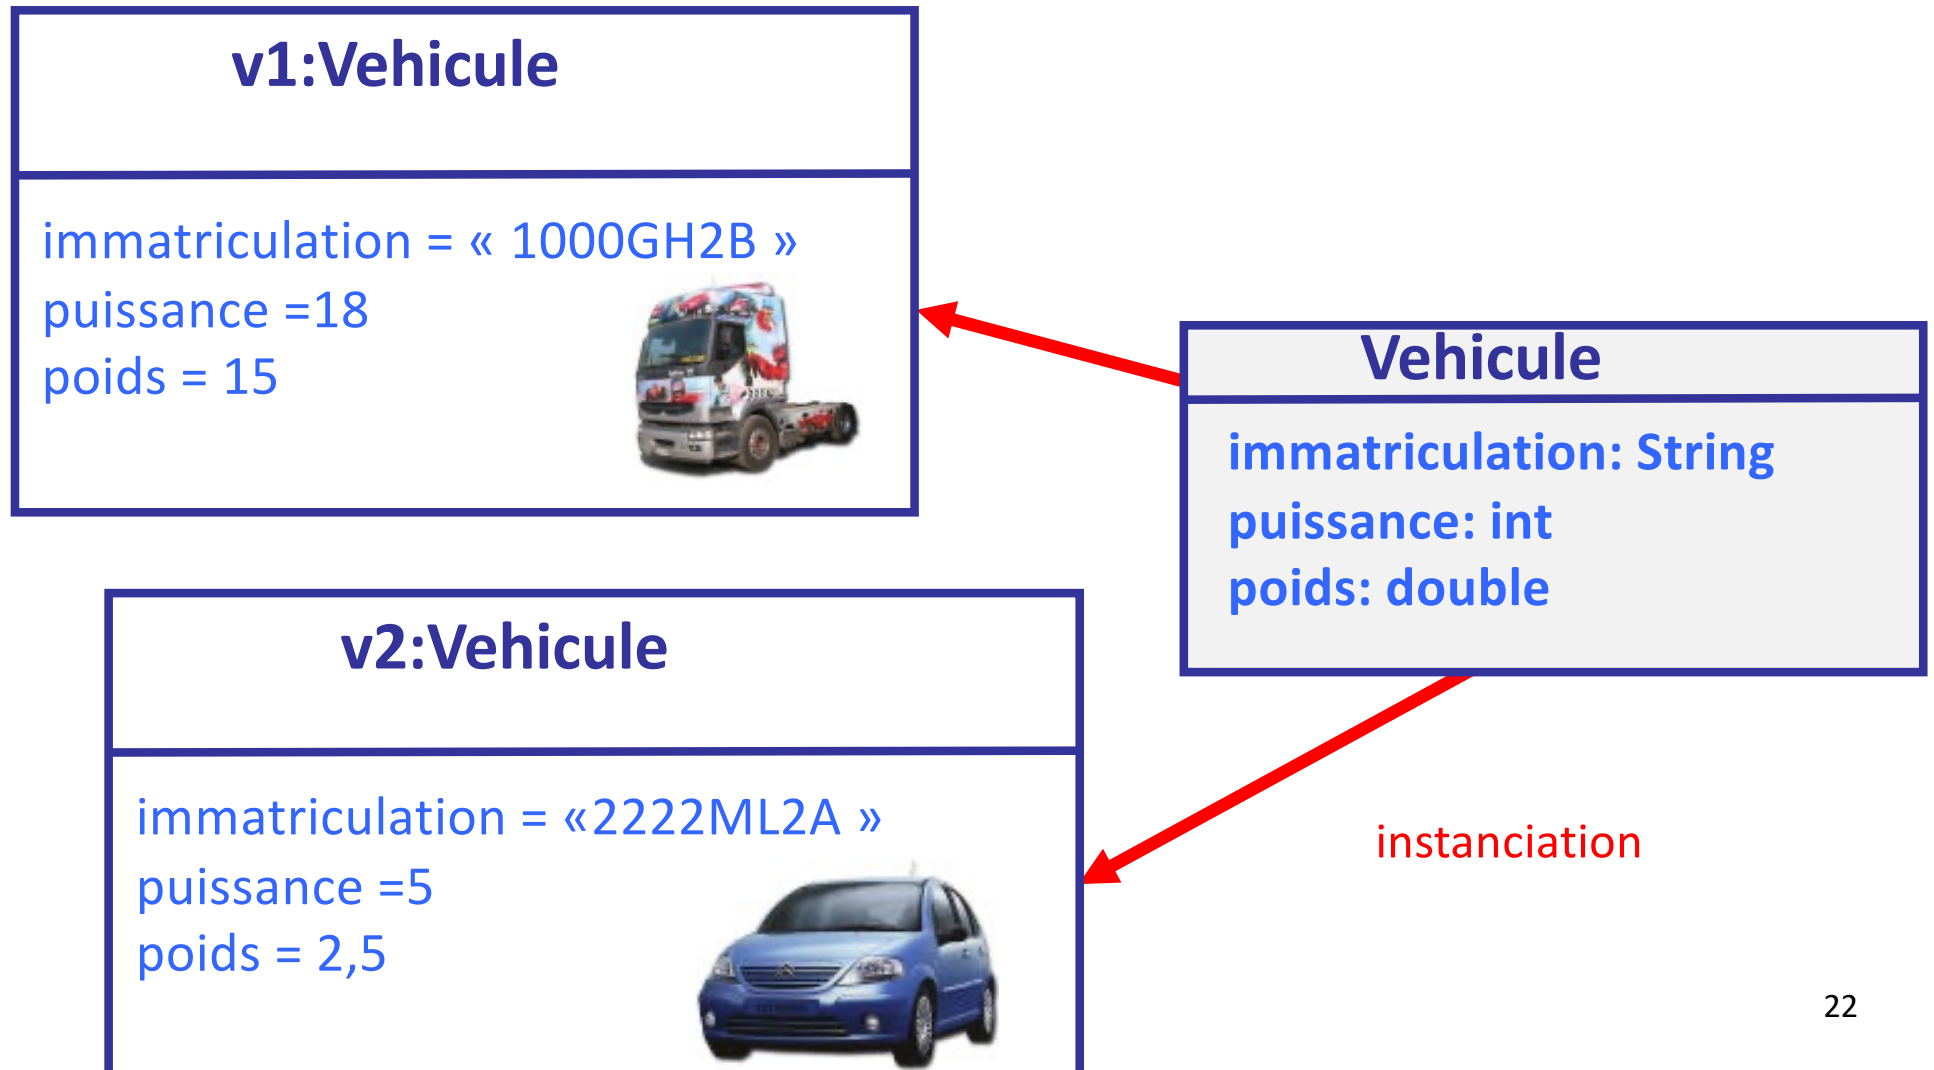 v1:Vehicule
immatriculation = « 1000GH2B »
puissance =18
poids = 15
Vehicule
immatriculation: String
puissance: int
poids: double
v2:Vehicule
immatriculation = «2222ML2A »
puissance =5
poids = 2,5
instanciation
22